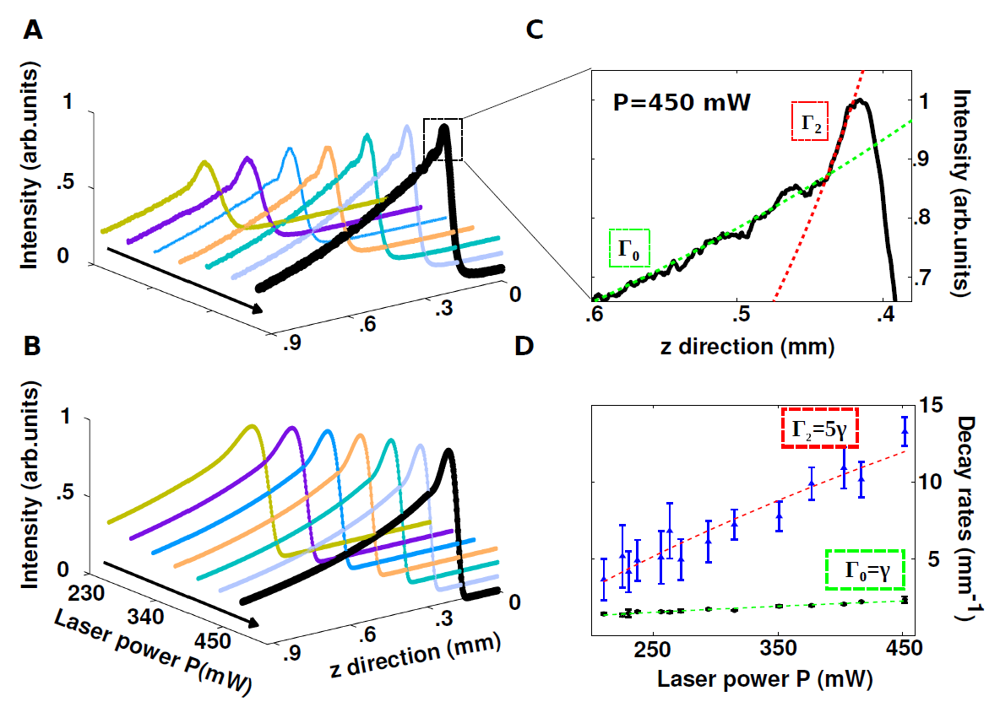 A
Intensity (arb.units)
1
.5
0
.9
.6
.3
0
C
P=450 mW
Γ2
Γ0
1
.9
.8
.7
Intensity (arb.units)
.6
.5
.4
z direction (mm)
B
Intensity (arb.units)
1
.5
0
230
340
450
Laser power P(mW)
.9
.6
.3
0
z direction (mm)
D
Γ2=5γ
Γ0=γ
15
10
5
Decay rates (mm-1)
250
350
450
Laser power P (mW)